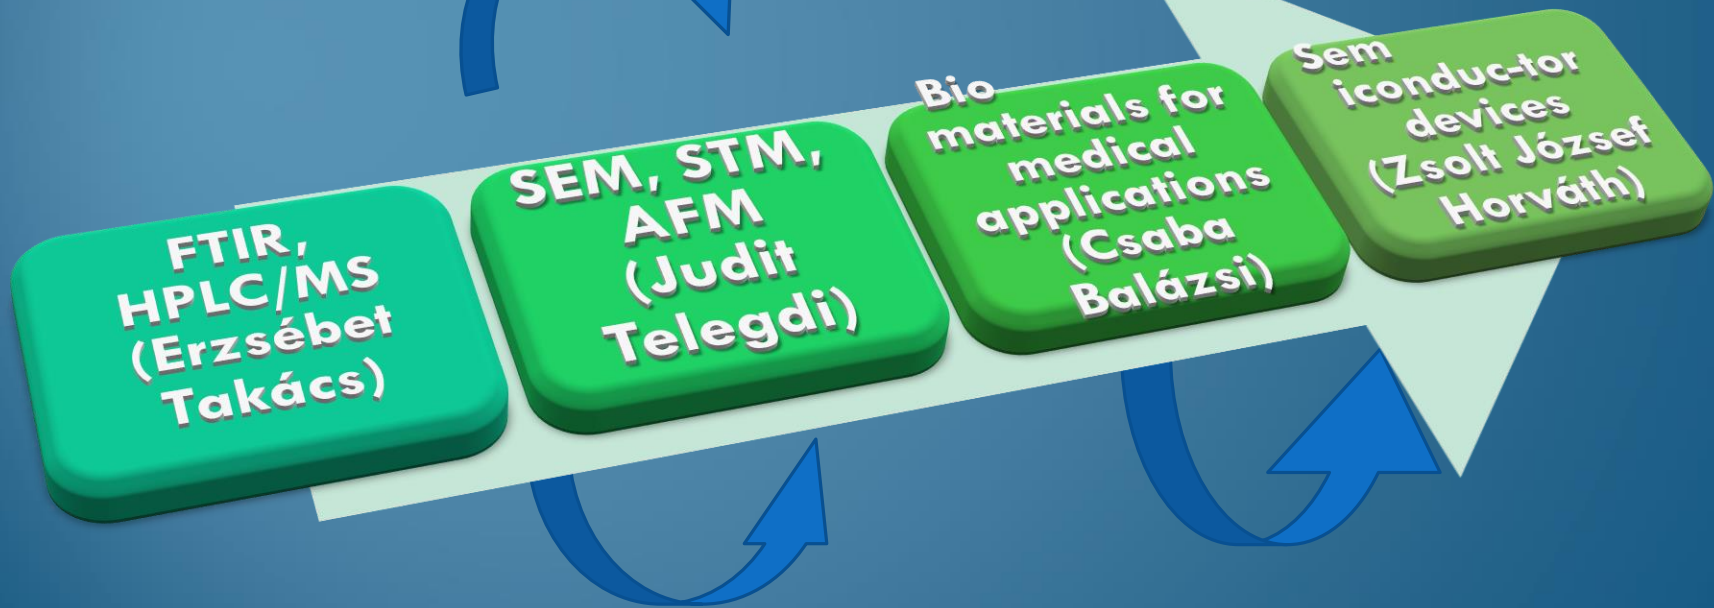 FTIR,
HPLC/MS
(Erzsébet
Takács)
SEM, STM,
AFM
(Judit
Telegdi)
Bio
materials for
medical
applications
(Csaba
Balázsi)
Sem
iconduc-tor
devices
(Zsolt József
Horváth)